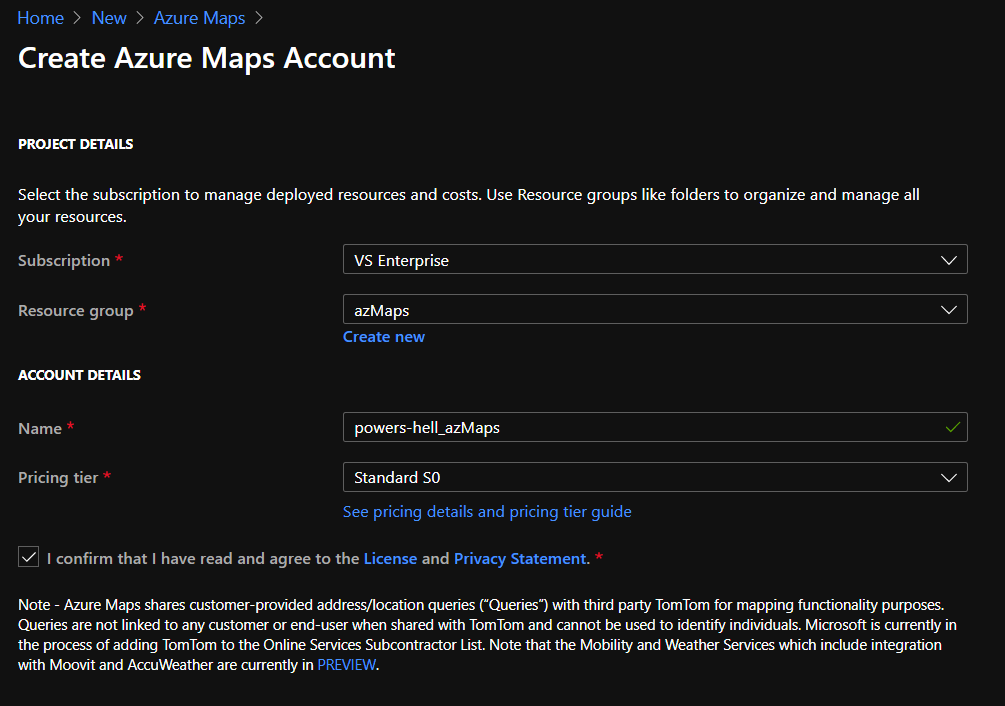 Home > New > Azure Maps >
Create Azure Maps Account
PROJECT DETAILS
Select the subscription to manage deployed resources and costs. Use Resource groups like folders to organize and manage all
your resources.
Subscription *
VS Enterprise
Resource group *
azMaps
Create new
ACCOUNT DETAILS
Name *
powers-hell_azMaps
Pricing tier *
Standard S0
See pricing details and pricing tier guide
I confirm that I have read and agree to the License and Privacy Statement. *
Note - Azure Maps shares customer-provided address/location queries (“Queries”) with third party TomTom for mapping functionality purposes.
Queries are not linked to any customer or end-user when shared with TomTom and cannot be used to identify individuals. Microsoft is currently in
the process of adding TomTom to the Online Services Subcontractor List. Note that the Mobility and Weather Services which include integration
with Moovit and AccuWeather are currently in PREVIEW.